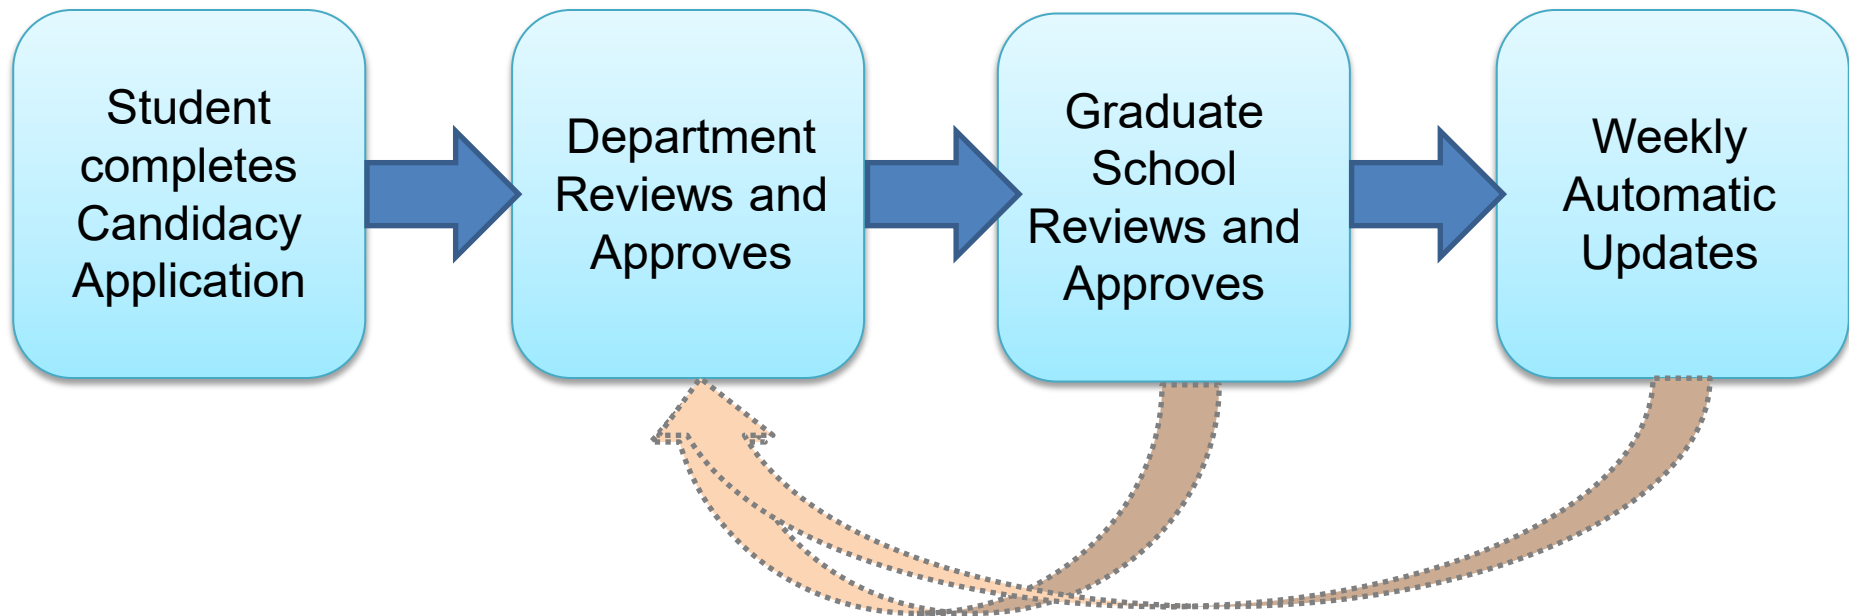 Student
completes
Candidacy
Application
Department
Reviews and
Approves
Graduate
School
Reviews and
Approves
Weekly
Automatic
Updates